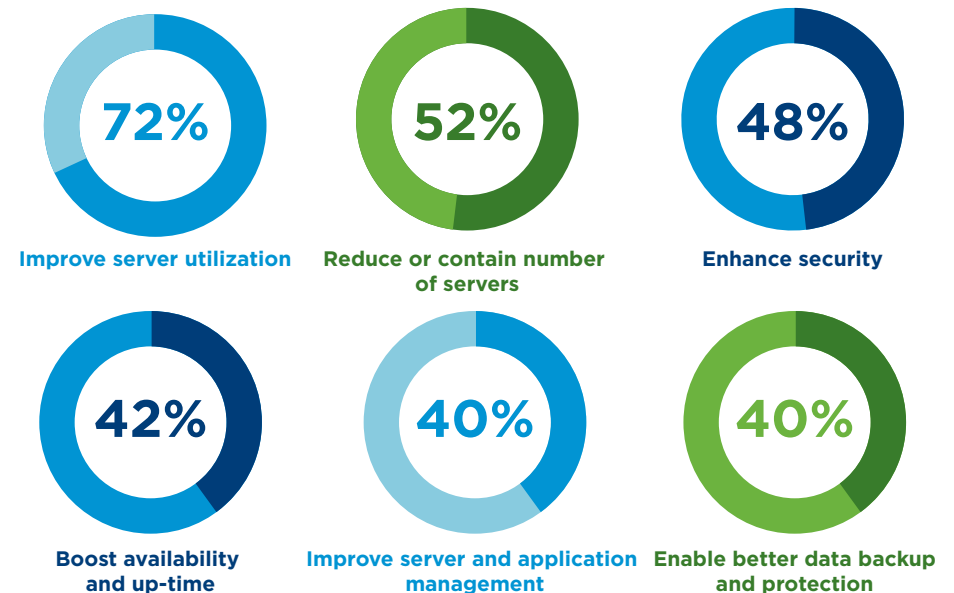 72%
52%
48%
Improve server utilization
Reduce or contain number
of servers
Enhance security
42%
40%
40%
Boost availability
and up-time
Improve server and application
management
Enable better data backup
and protection